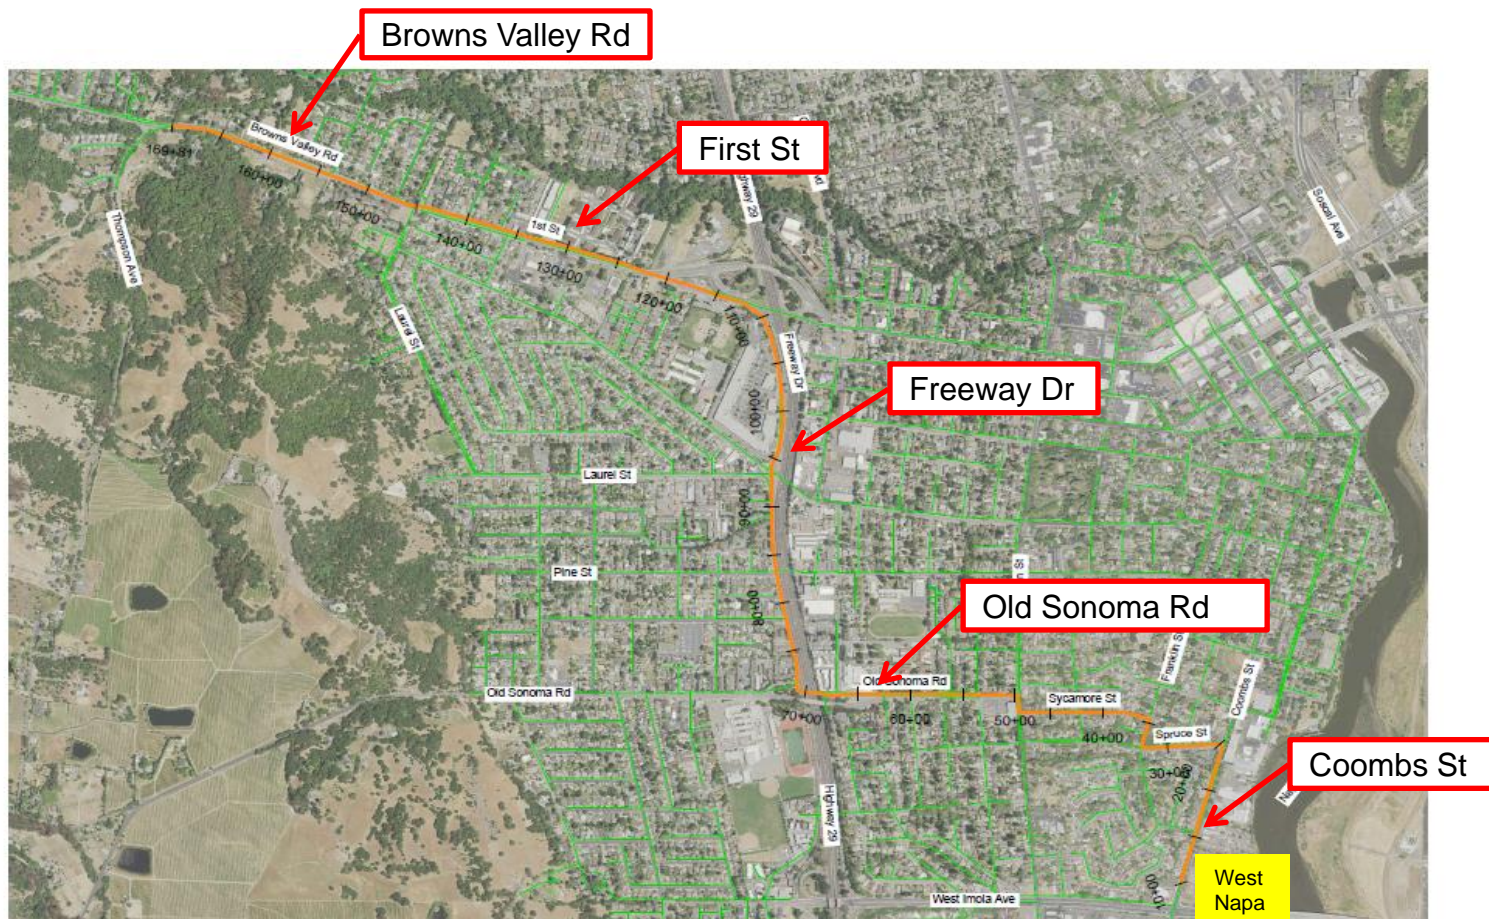 Browns Valley Rd
First St
Browns Valley Rd
169+81
160+00
150+00
1st St
140+00
130+00
120+00
110+00
Highway 29
Soscol Ave
Thompson Ave
Laurel St
Freeway Dr
Freeway Dr
100+00
Laurel St
90+00
Pine St
80+00
Old Sonoma Rd
Old Sonoma Rd
Old Sonoma Rd
70+00
60+00
50+00
Sycamore St
40+00
Franklin St
Coombs St
Spruce St
30+00
20+00
Coombs St
Highway 29
10+00
West Imola Ave
West
Napa